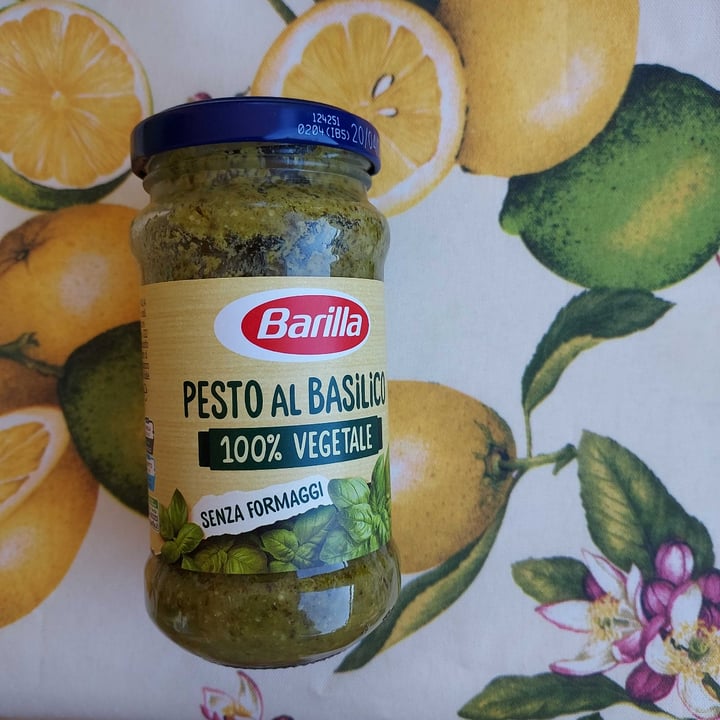 124251
0204 (IBS) 20/04
Barilla
PESTO AL BASILICO
100% VEGETALE
SENZA FORMAGGI